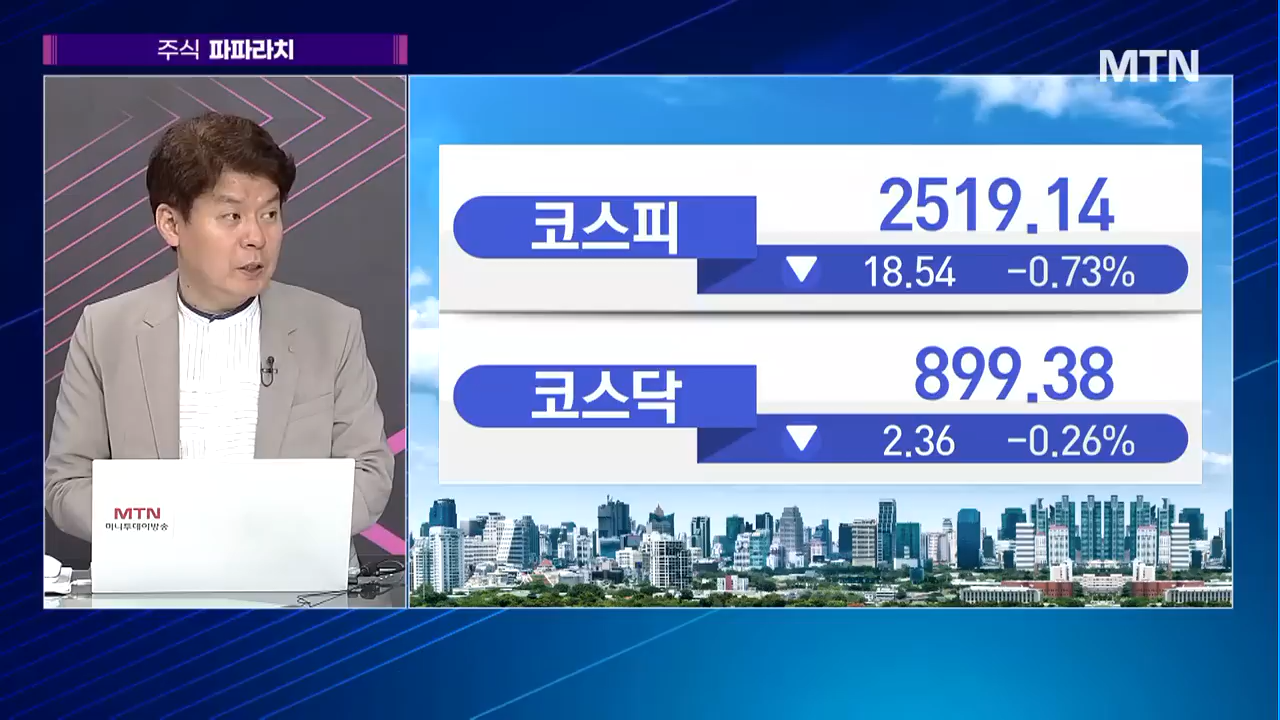 주식 파파라치
MTN
코스피
2519.14
▼ 18.54 -0.73%
코스닥
899.38
▼ 2.36 -0.26%
MTN
머니투데이방송